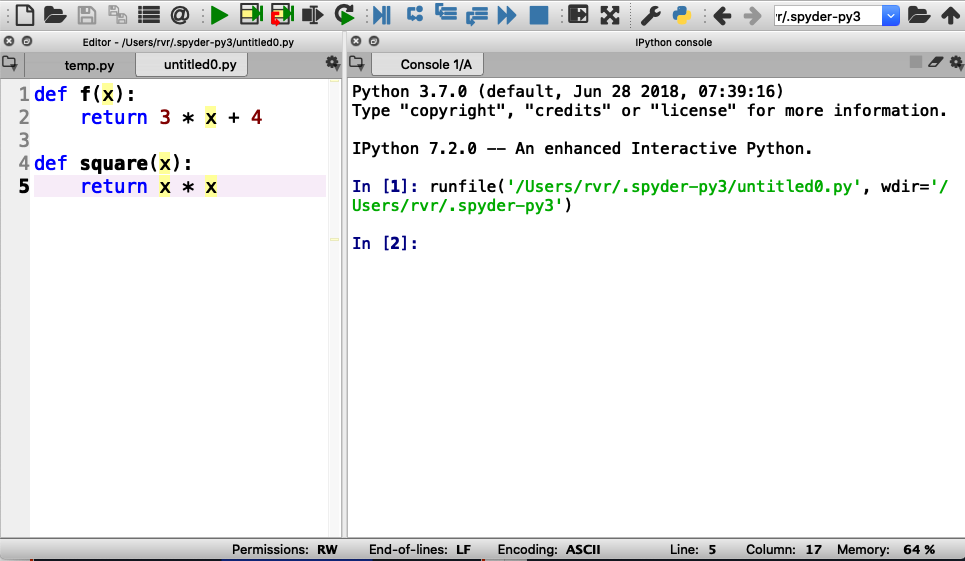 r/.spyder-py3
Editor - /Users/rvr/.spyder-py3/untitled0.py
temp.py
untitled0.py
1 def f(x):
2     return 3 * x + 4
3
4 def square(x):
5     return x * x
IPython console
Console 1/A
Python 3.7.0 (default, Jun 28 2018, 07:39:16)
Type "copyright", "credits" or "license" for more information.
IPython 7.2.0 -- An enhanced Interactive Python.
In [1]: runfile('/Users/rvr/.spyder-py3/untitled0.py', wdir='/
Users/rvr/.spyder-py3')
In [2]:
Permissions: RW End-of-lines: LF Encoding: ASCII Line: 5 Column: 17 Memory: 64 %